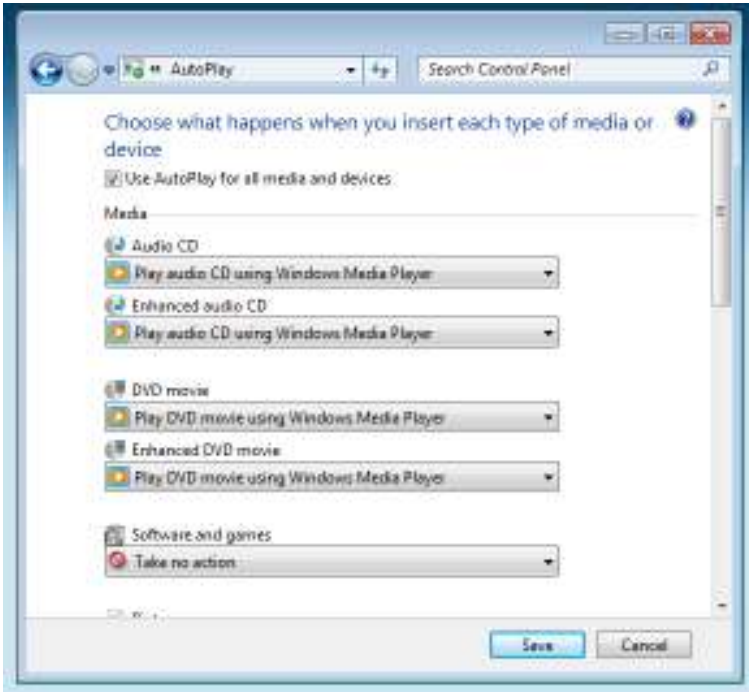 AutoPlay
Search Control Panel
Choose what happens when you insert each type of media or
device
Use AutoPlay for all media and devices
Media
Audio CD
Play audio CD using Windows Media Player
Enhanced audio CD
Play audio CD using Windows Media Player
DVD movie
Play DVD movie using Windows Media Player
Enhanced DVD movie
Play DVD movie using Windows Media Player
Software and games
Take no action
Save
Cancel